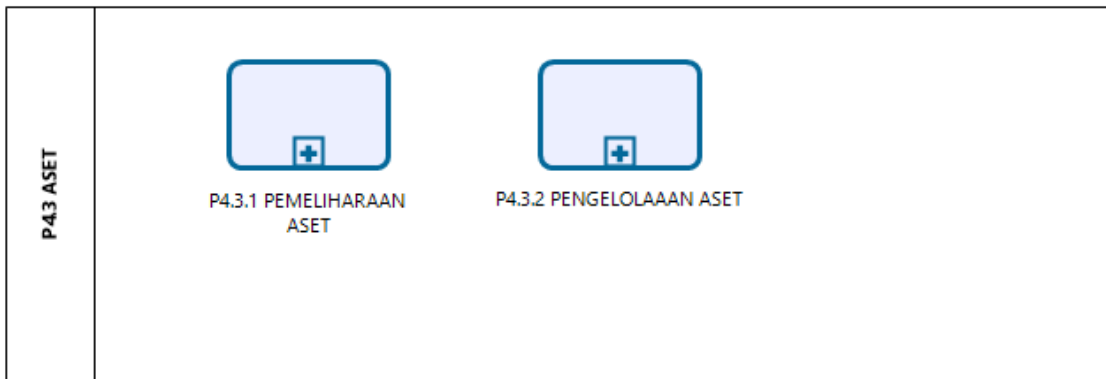 P4.3 ASET
P4.3.1 PEMELIHARAAN
ASET
P4.3.2 PENGELOLAAAN ASET